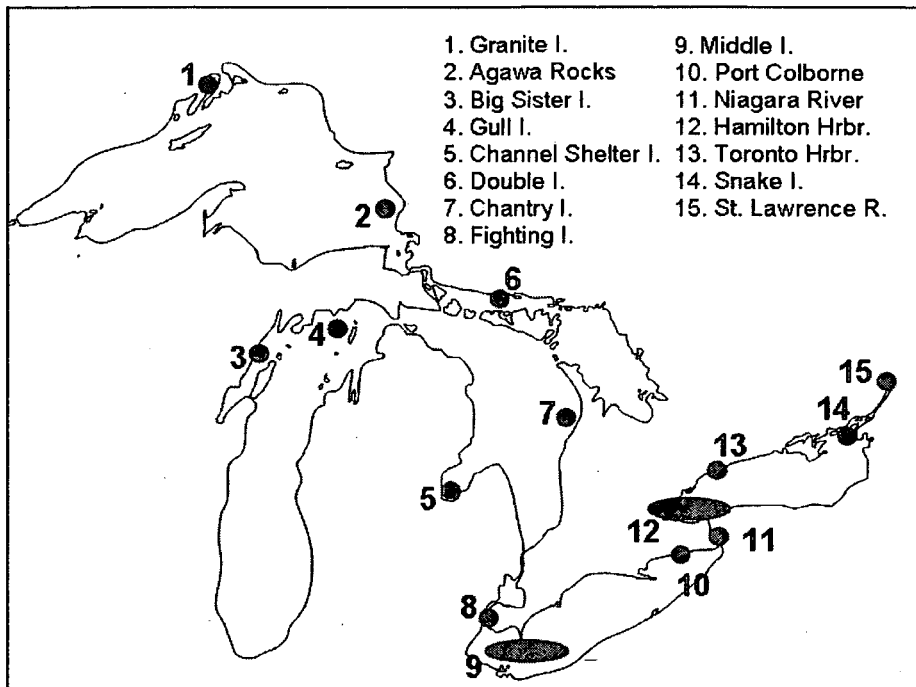 1. Granite I.
2. Agawa Rocks
3. Big Sister I.
4. Gull I.
5. Channel Shelter I.
6. Double I.
7. Chantry I.
8. Fighting I.
9. Middle I.
10. Port Colborne
11. Niagara River
12. Hamilton Hrbr.
13. Toronto Hrbr.
14. Snake I.
15. St. Lawrence R.
1
2
6
4
3
15
7
14
13
5
12
11
10
8
9